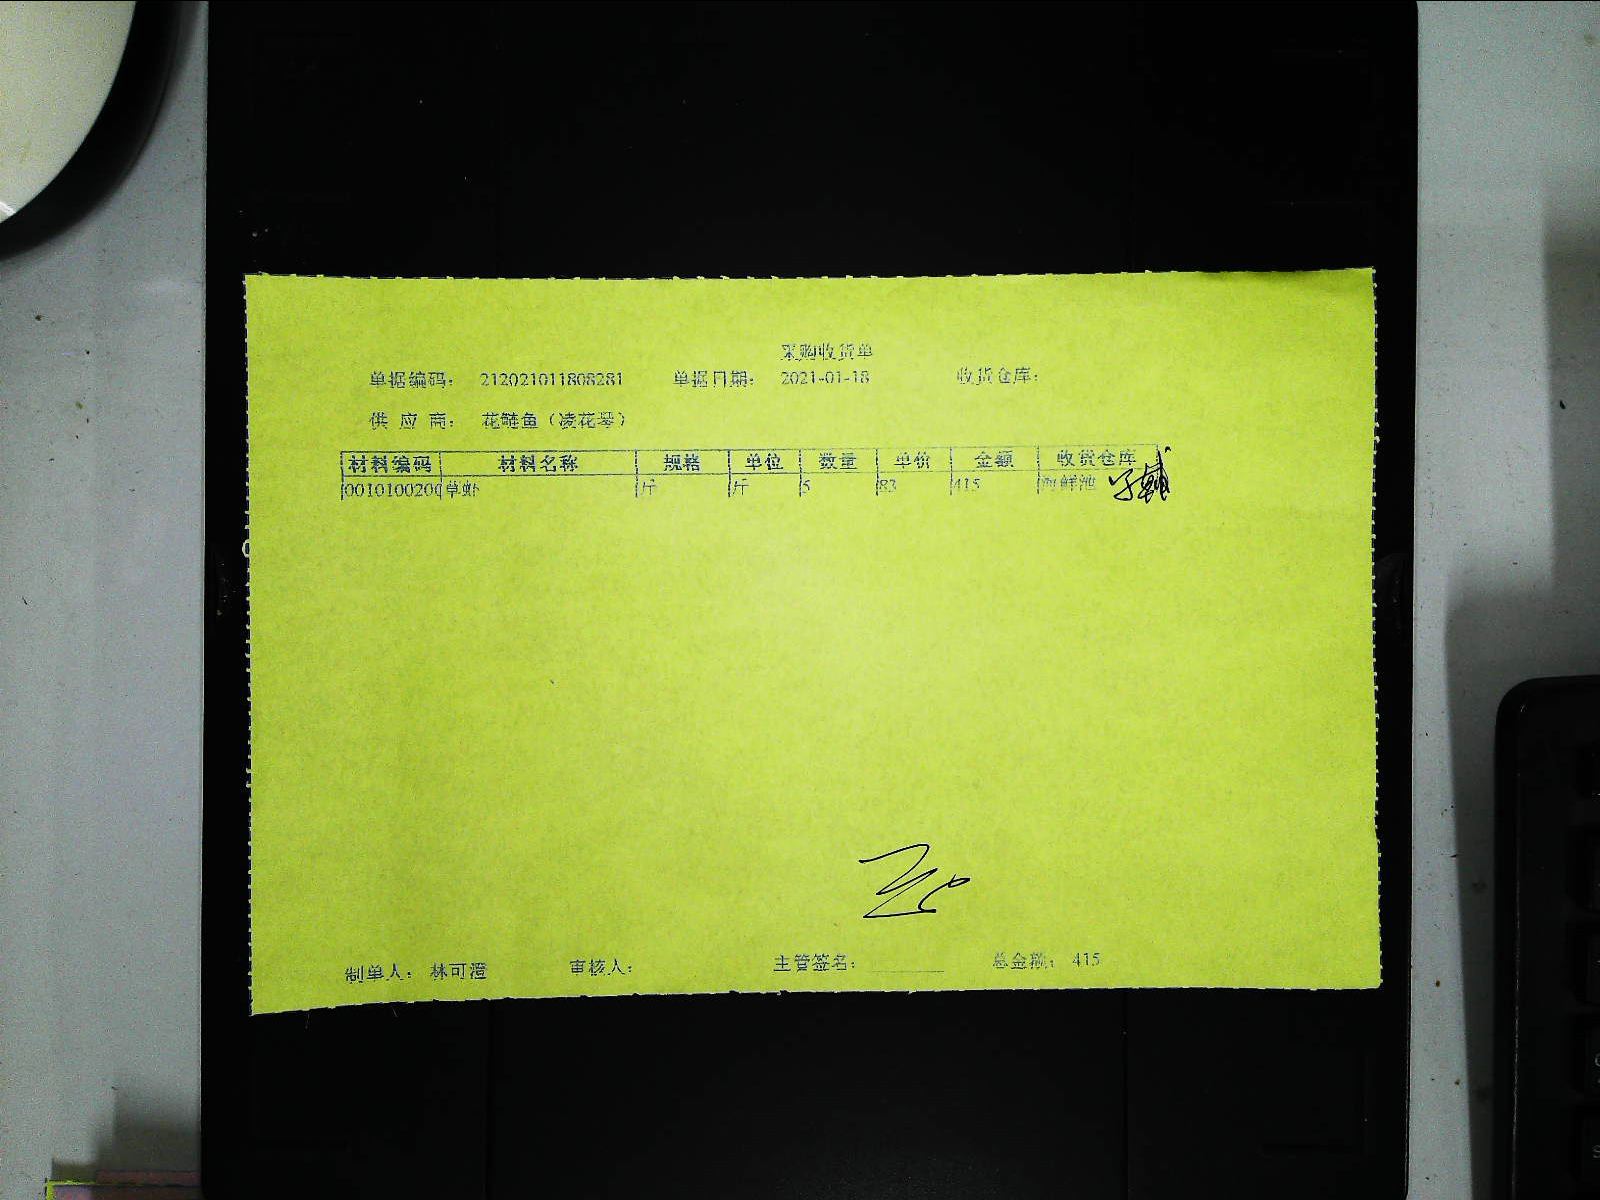 采购收货单
单据编码： 212021011808281 单据日期： 2021-01-18 收货仓库：
供应商： 花鲢鱼（凌花琴）
材料编码 材料名称 规格 单位 数量 单价 金额 收货仓库
001010020 草虾 斤 斤 5 83 415 海鲜池
制单人： 林可澄 审核人： 主管签名： 总金额： 415